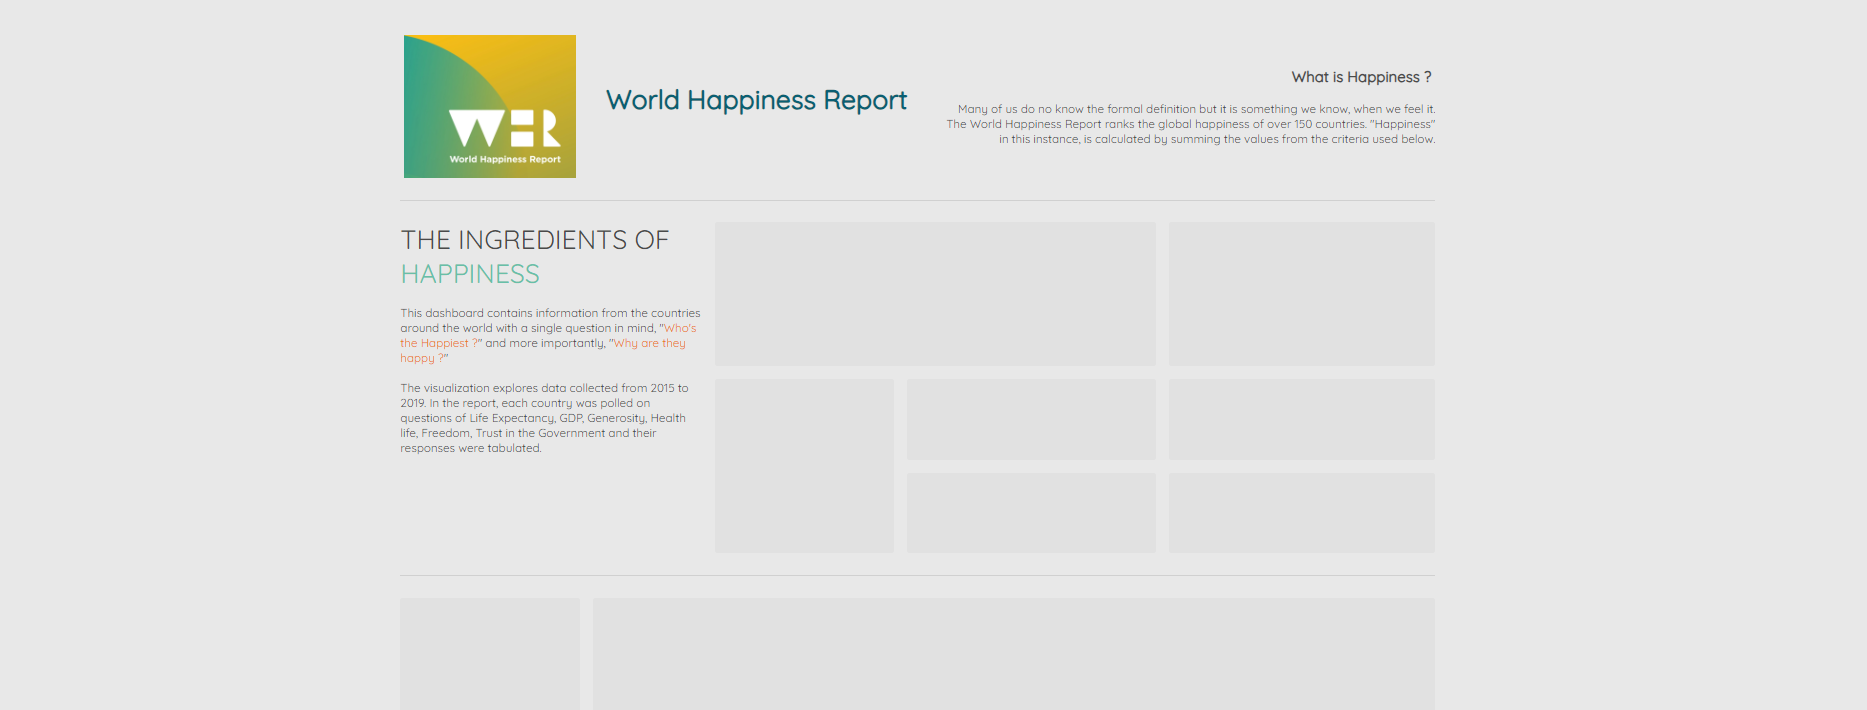 WHR
World Happiness Report
World Happiness Report
What is Happiness ?
Many of us do no know the formal definition but it is something we know, when we feel it.
The World Happiness Report ranks the global happiness of over 150 countries. "Happiness"
in this instance, is calculated by summing the values from the criteria used below.
THE INGREDIENTS OF
HAPPINESS
This dashboard contains information from the countries
around the world with a single question in mind, "Who's
the Happiest ?" and more importantly, "Why are they
happy ?"
The visualization explores data collected from 2015 to
2019. In the report, each country was polled on
questions of Life Expectancy, GDP, Generosity, Health
life, Freedom, Trust in the Government and their
responses were tabulated.